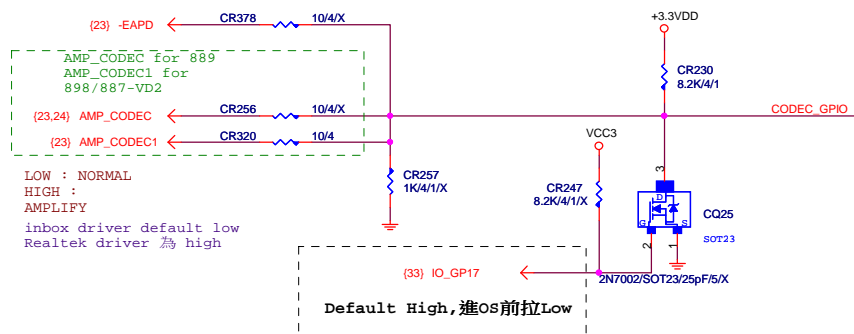 {23} -EAPD
CR378
10/4/X
+3.3VDD
AMP_CODEC for 889
AMP_CODEC1 for
898/887-VD2
CR230
8.2K/4/1
{23,24} AMP_CODEC
CR256
10/4/X
CODEC_GPIO
{23} AMP_CODEC1
CR320
10/4
VCC3
LOW : NORMAL
HIGH :
AMPLIFY
inbox driver default low
Realtek driver 為 high
CR257
1K/4/1/X
CR247
8.2K/4/1/X
3
D
G
S
2
1
CQ25
SOT23
2N7002/SOT23/25pF/5/X
{33} IO_GP17
Default High,進OS前拉Low